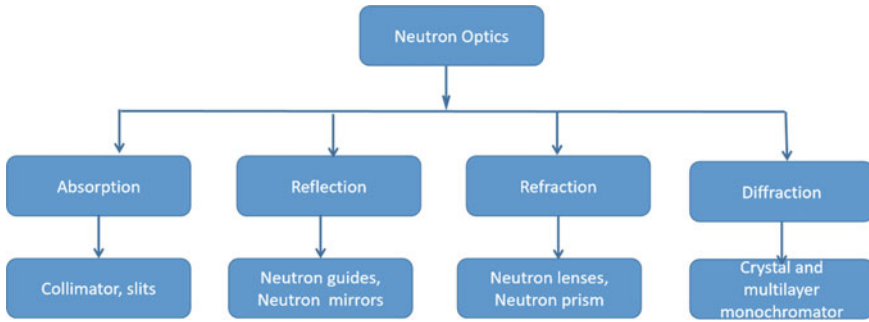 Neutron Optics
Absorption
Reflection
Refraction
Diffraction
Collimator, slits
Neutron guides,
Neutron mirrors
Neutron lenses,
Neutron prism
Crystal and
multilayer
monochromator